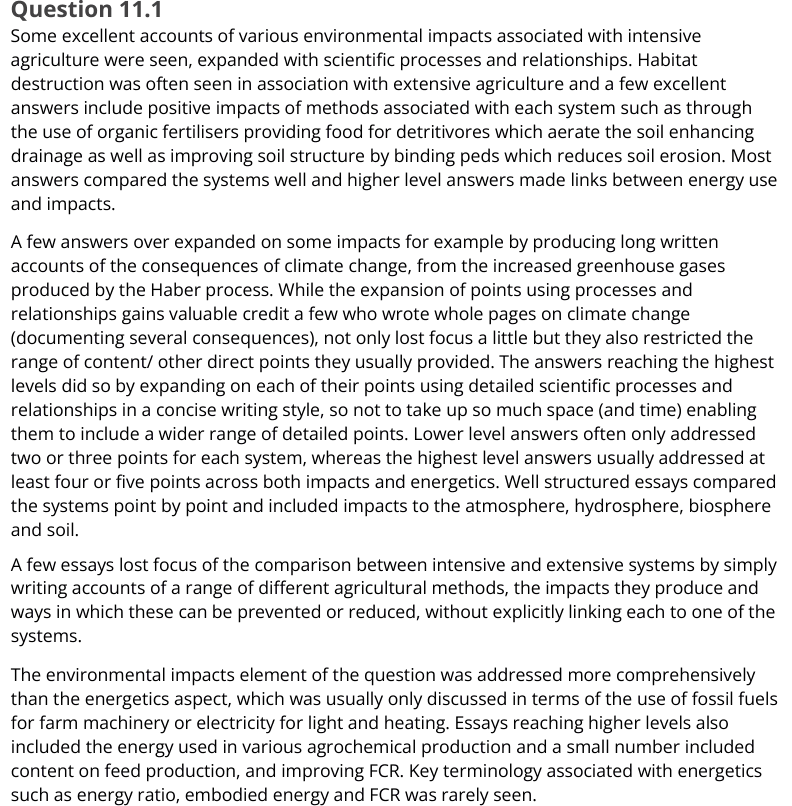 Question 11.1
Some excellent accounts of various environmental impacts associated with intensive
agriculture were seen, expanded with scientific processes and relationships. Habitat
destruction was often seen in association with extensive agriculture and a few excellent
answers include positive impacts of methods associated with each system such as through
the use of organic fertilisers providing food for detritivores which aerate the soil enhancing
drainage as well as improving soil structure by binding peds which reduces soil erosion. Most
answers compared the systems well and higher level answers made links between energy use
and impacts.
A few answers over expanded on some impacts for example by producing long written
accounts of the consequences of climate change, from the increased greenhouse gases
produced by the Haber process. While the expansion of points using processes and
relationships gains valuable credit a few who wrote whole pages on climate change
(documenting several consequences), not only lost focus a little but they also restricted the
range of content/ other direct points they usually provided. The answers reaching the highest
levels did so by expanding on each of their points using detailed scientific processes and
relationships in a concise writing style, so not to take up so much space (and time) enabling
them to include a wider range of detailed points. Lower level answers often only addressed
two or three points for each system, whereas the highest level answers usually addressed at
least four or five points across both impacts and energetics. Well structured essays compared
the systems point by point and included impacts to the atmosphere, hydrosphere, biosphere
and soil.
A few essays lost focus of the comparison between intensive and extensive systems by simply
writing accounts of a range of different agricultural methods, the impacts they produce and
ways in which these can be prevented or reduced, without explicitly linking each to one of the
systems.
The environmental impacts element of the question was addressed more comprehensively
than the energetics aspect, which was usually only discussed in terms of the use of fossil fuels
for farm machinery or electricity for light and heating. Essays reaching higher levels also
included the energy used in various agrochemical production and a small number included
content on feed production, and improving FCR. Key terminology associated with energetics
such as energy ratio, embodied energy and FCR was rarely seen.